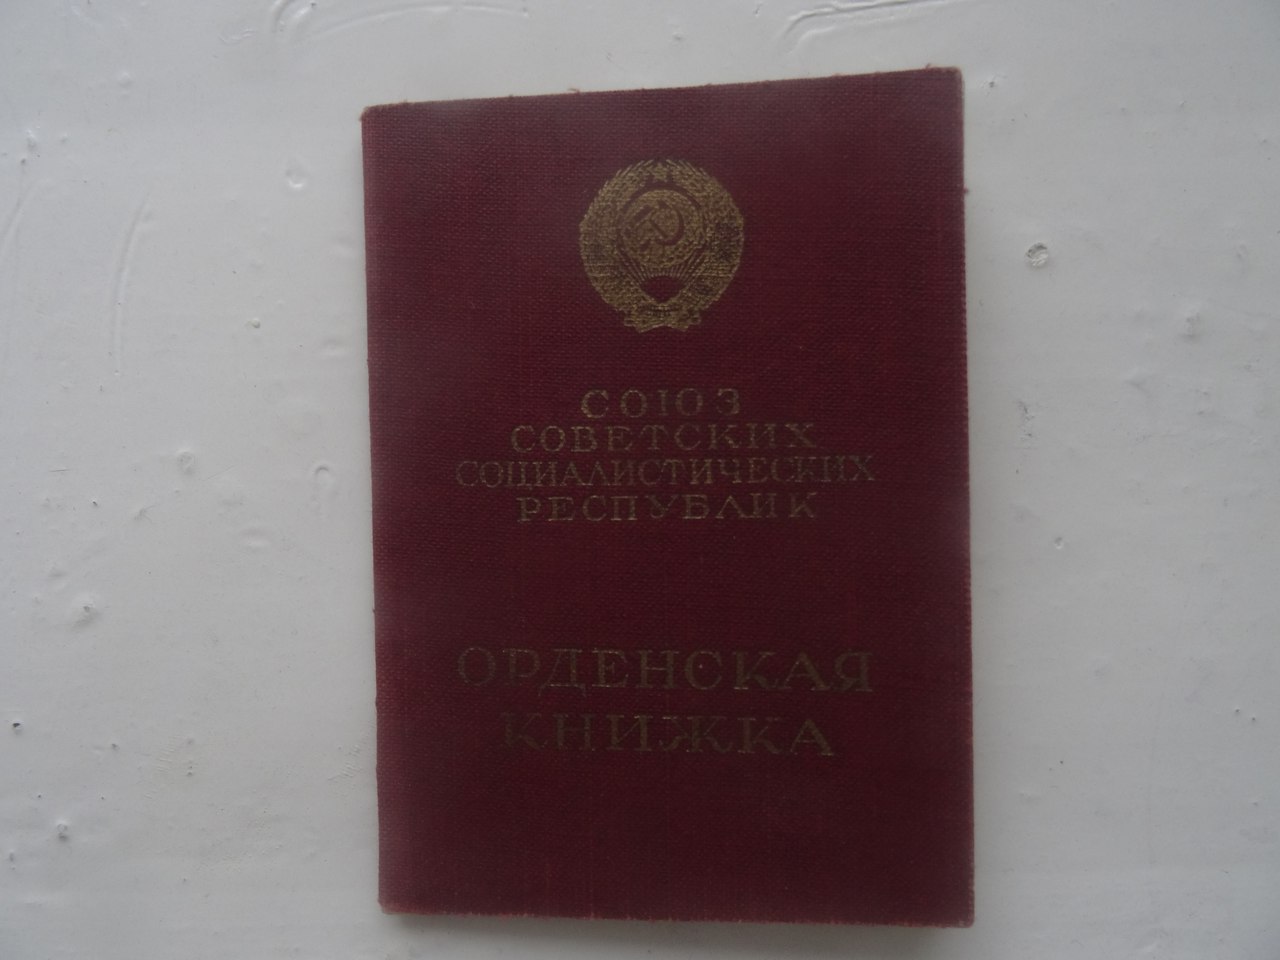 СОЮЗ
СОВЕТСКИХ
СОЦИАЛИСТИЧЕСКИХ
РЕСПУБЛИК
ОРДЕНСКАЯ
КНИЖКА